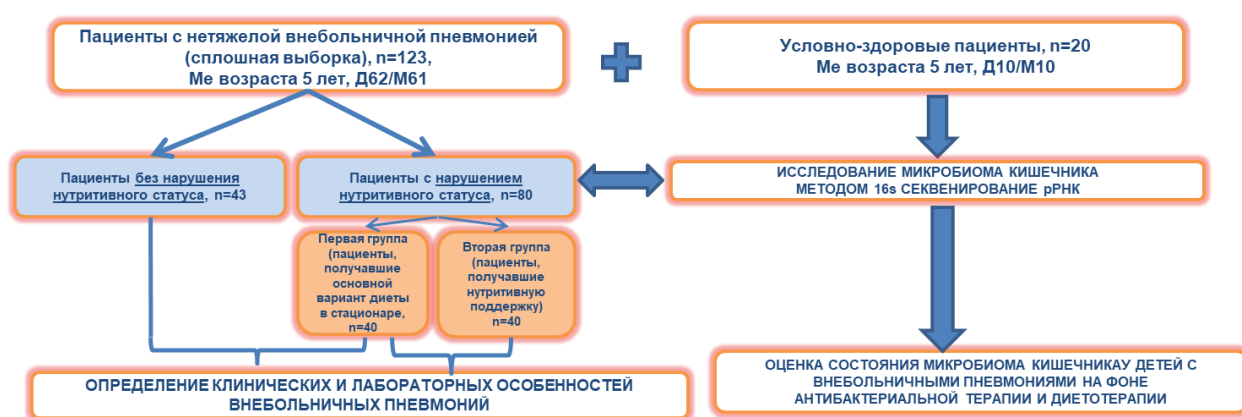 Пациенты с нетяжелой внебольничной пневмонией
(сплошная выборка), n=123,
Ме возраста 5 лет, Д62/М61
Условно-здоровые пациенты, n=20
Ме возраста 5 лет, Д10/М10
Пациенты без нарушения
нутритивного статуса, n=43
Пациенты с нарушением
нутритивного статуса, n=80
ИССЛЕДОВАНИЕ МИКРОБИОМА КИШЕЧНИКА
МЕТОДОМ 16s СЕКВЕНИРОВАНИЕ рРНК
Первая группа
(пациенты,
получавшие
основной
вариант диеты
в стационаре,
n=40
Вторая группа
(пациенты,
получавшие
нутритивную
поддержку)
n=40
ОПРЕДЕЛЕНИЕ КЛИНИЧЕСКИХ И ЛАБОРАТОРНЫХ ОСОБЕННОСТЕЙ
ВНЕБОЛЬНИЧНЫХ ПНЕВМОНИЙ
ОЦЕНКА СОСТОЯНИЯ МИКРОБИОМА КИШЕЧНИКАУ ДЕТЕЙ С
ВНЕБОЛЬНИЧНЫМИ ПНЕВМОНИЯМИ НА ФОНЕ
АНТИБАКТЕРИАЛЬНОЙ ТЕРАПИИ И ДИЕТОТЕРАПИИ